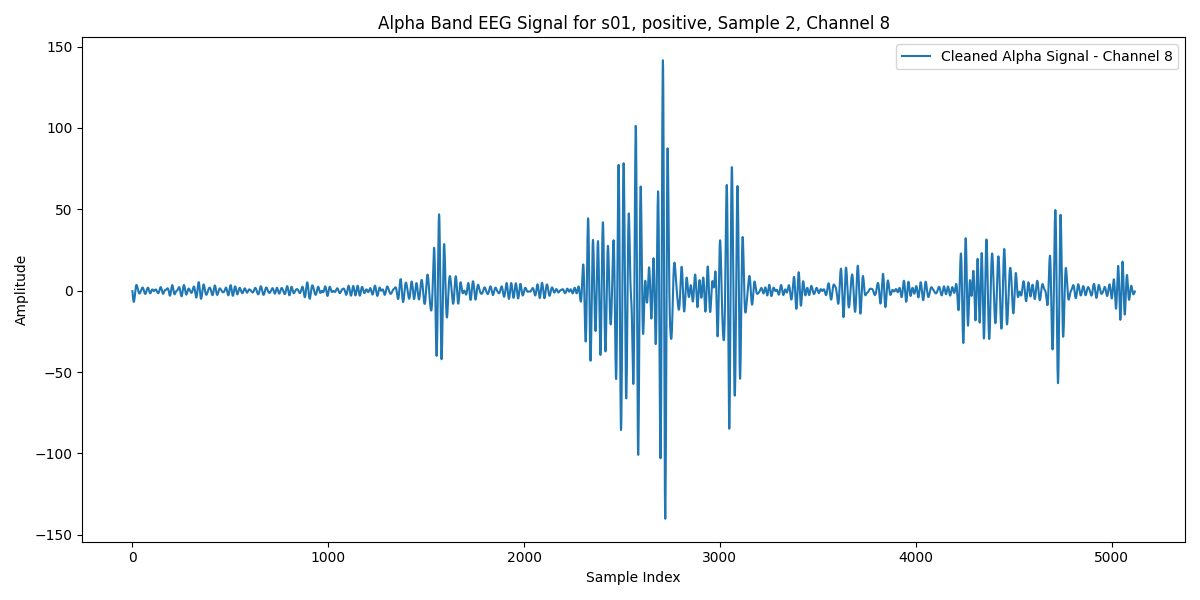 Alpha Band EEG Signal for s01, positive, Sample 2, Channel 8
Cleaned Alpha Signal - Channel 8
150
100
50
0
−50
−100
−150
Amplitude
0 1000 2000 3000 4000 5000
Sample Index